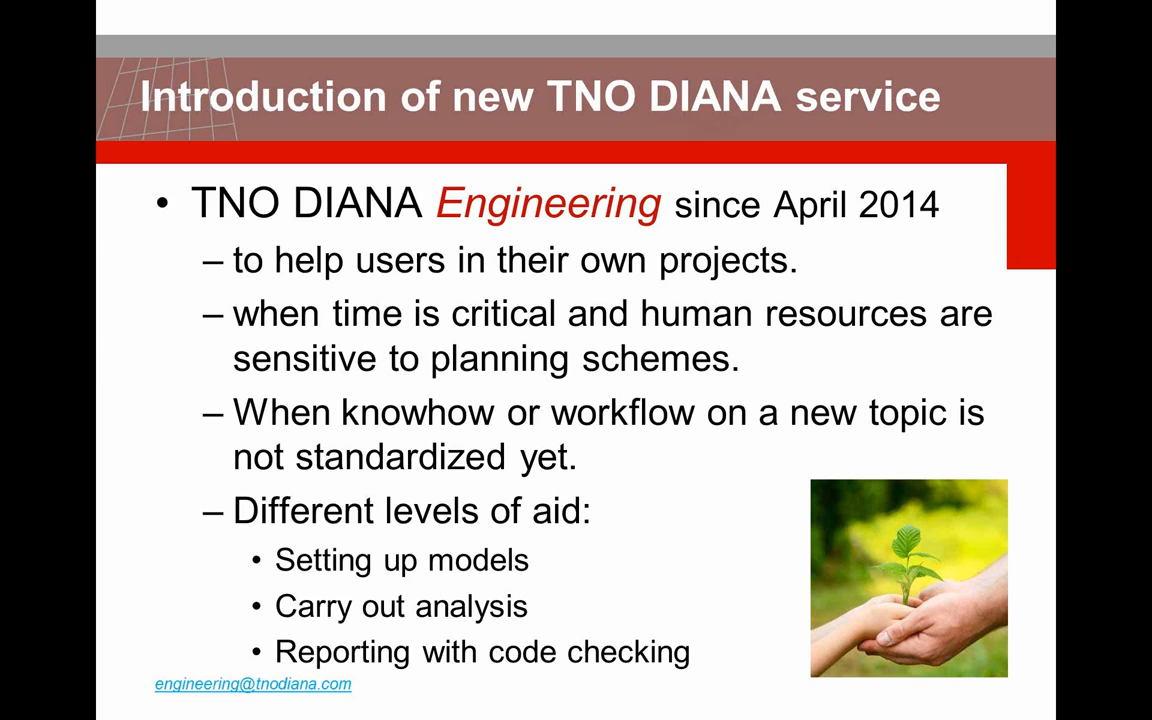 Introduction of new TNO DIANA service
• TNO DIANA Engineering since April 2014
– to help users in their own projects.
– when time is critical and human resources are
sensitive to planning schemes.
– When knowhow or workflow on a new topic is
not standardized yet.
– Different levels of aid:
• Setting up models
• Carry out analysis
• Reporting with code checking
engineering@tnodiana.com